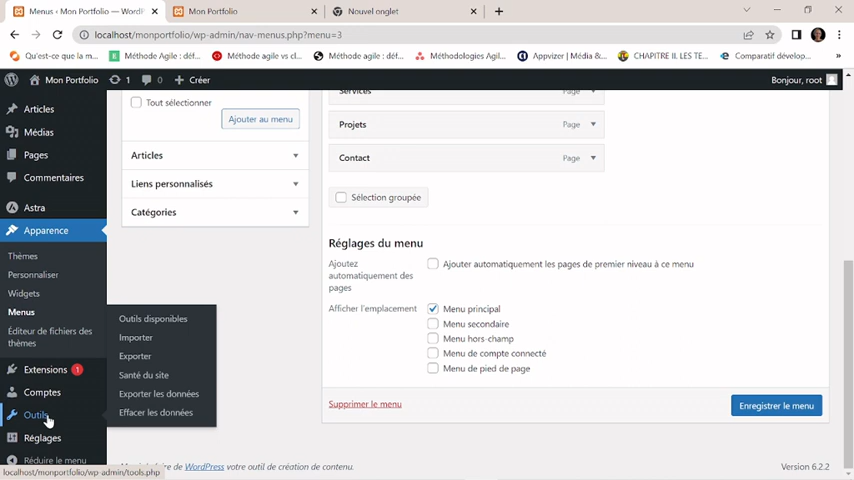 Menus ‹ Mon Portfolio — WordP
Mon Portfolio
Nouvel onglet
localhost/monportfolio/wp-admin/nav-menus.php?menu=3
Qu'est-ce que la m...
Méthode Agile : déf...
Méthode agile vs cl...
Méthode agile : déf...
Méthodologies Agil...
Appvizer | Média &...
CHAPITRE II. LES TE...
Comparatif dévelop...
Mon Portfolio
1
0
Créer
Bonjour, root
Articles
Médias
Pages
Commentaires
Astra
Apparence
Thèmes
Personnaliser
Widgets
Menus
Éditeur de fichiers des
thèmes
Extensions 1
Comptes
Outils
Réglages
Réduire le menu
Outils disponibles
Importer
Exporter
Santé du site
Exporter les données
Effacer les données
Tout sélectionner
Ajouter au menu
Articles
Liens personnalisés
Catégories
Services Page
Projets Page
Contact Page
Sélection groupée
Réglages du menu
Ajoutez
automatiquement des
pages
Ajouter automatiquement les pages de premier niveau à ce menu
Afficher l'emplacement
Menu principal
Menu secondaire
Menu hors-champ
Menu de compte connecté
Menu de pied de page
Supprimer le menu
Enregistrer le menu
de WordPress votre outil de création de contenu.
Version 6.2.2
localhost/monportfolio/wp-admin/tools.php